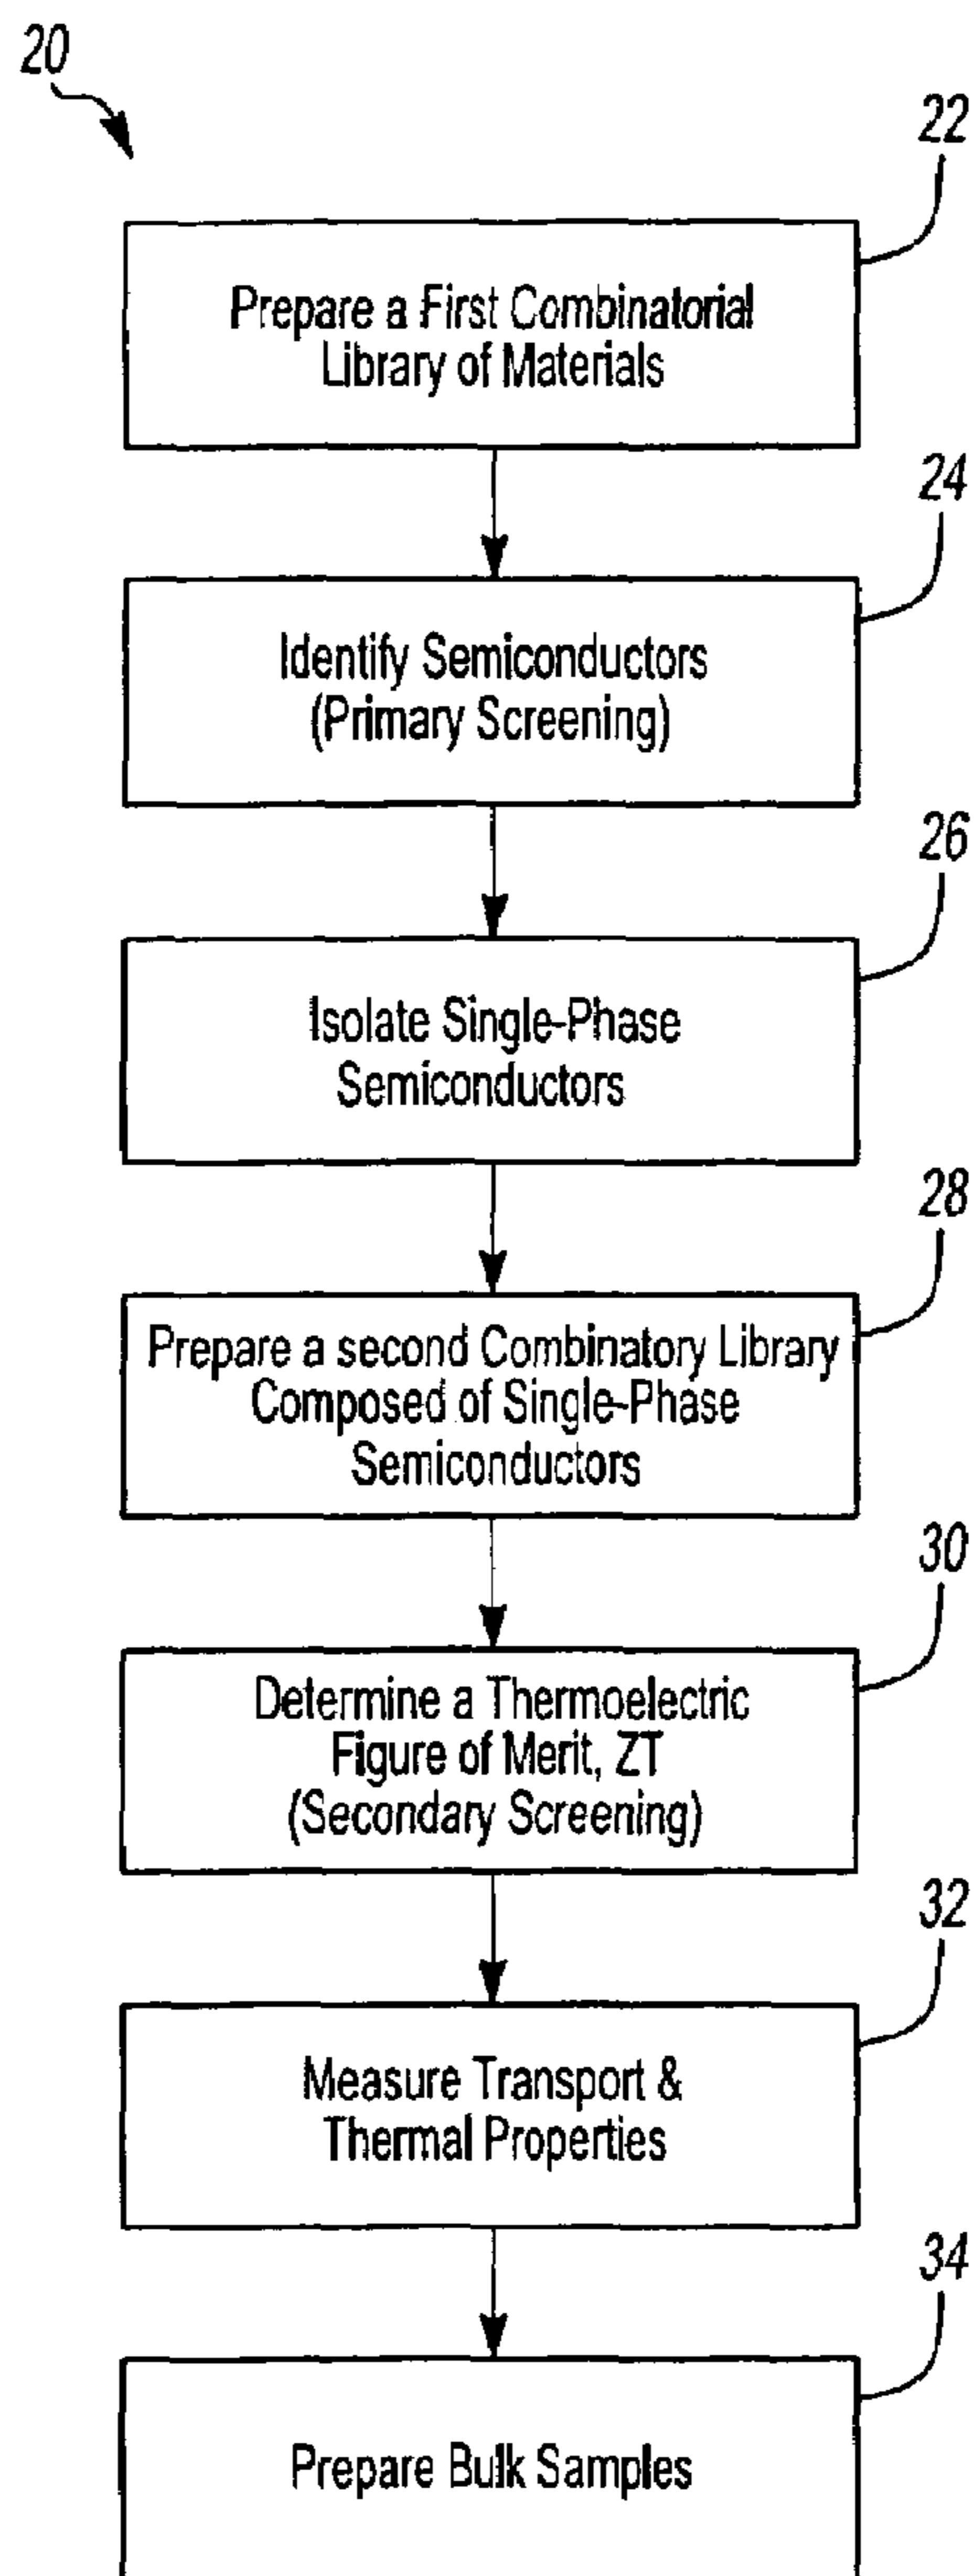 20
22
Prepare a First Combinatorial
Library of Materials
24
Identify Semiconductors
(Primary Screening)
26
Isolate Single-Phase
Semiconductors
28
Prepare a second Combinatory Library
Composed of Single-Phase
Semiconductors
30
Determine a Thermoelectric
Figure of Merit, ZT
(Secondary Screening)
32
Measure Transport &
Thermal Properties
34
Prepare Bulk Samples